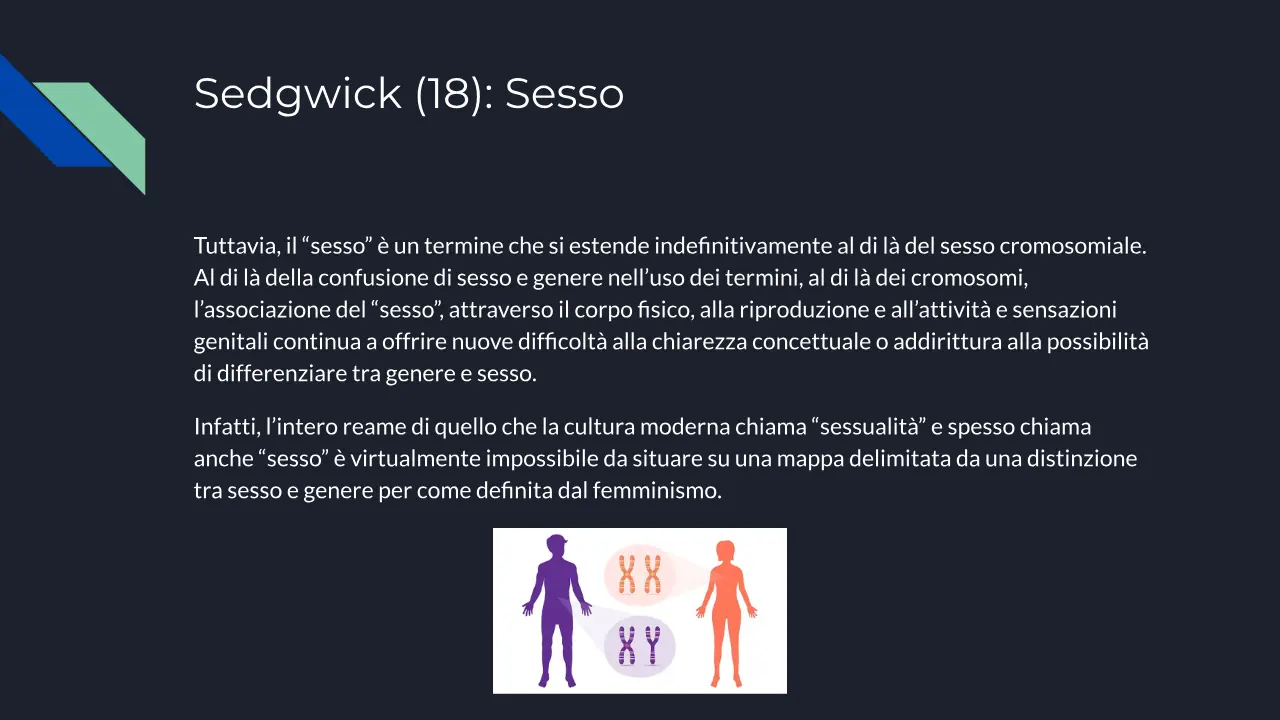 Sedgwick (18): Sesso
Tuttavia, il “sesso” è un termine che si estende indefinitivamente al di là del sesso cromosomiale.
Al di là della confusione di sesso e genere nell’uso dei termini, al di là dei cromosomi,
l’associazione del “sesso”, attraverso il corpo fisico, alla riproduzione e all’attività e sensazioni
genitali continua a offrire nuove difficoltà alla chiarezza concettuale o addirittura alla possibilità
di differenziare tra genere e sesso.
Infatti, l’intero reame di quello che la cultura moderna chiama “sessualità” e spesso chiama
anche “sesso” è virtualmente impossibile da situare su una mappa delimitata da una distinzione
tra sesso e genere per come definita dal femminismo.